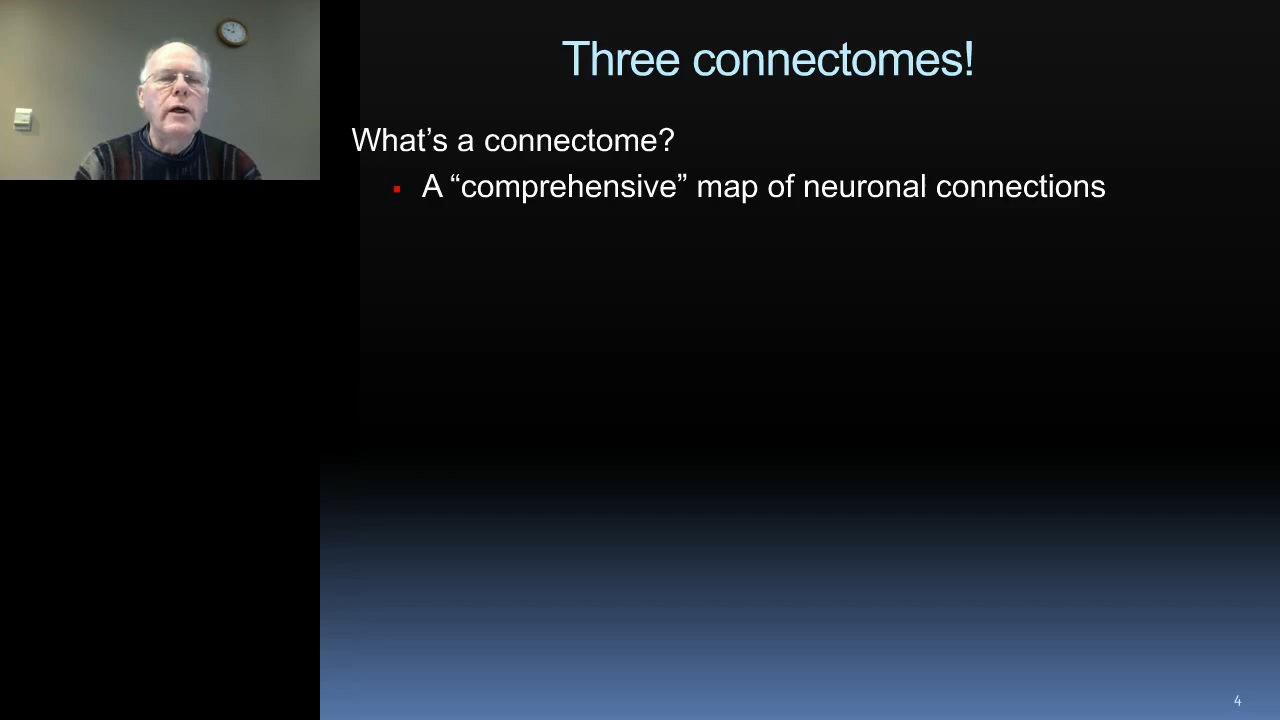 Three connectomes!
What’s a connectome?
▪ A “comprehensive” map of neuronal connections
4